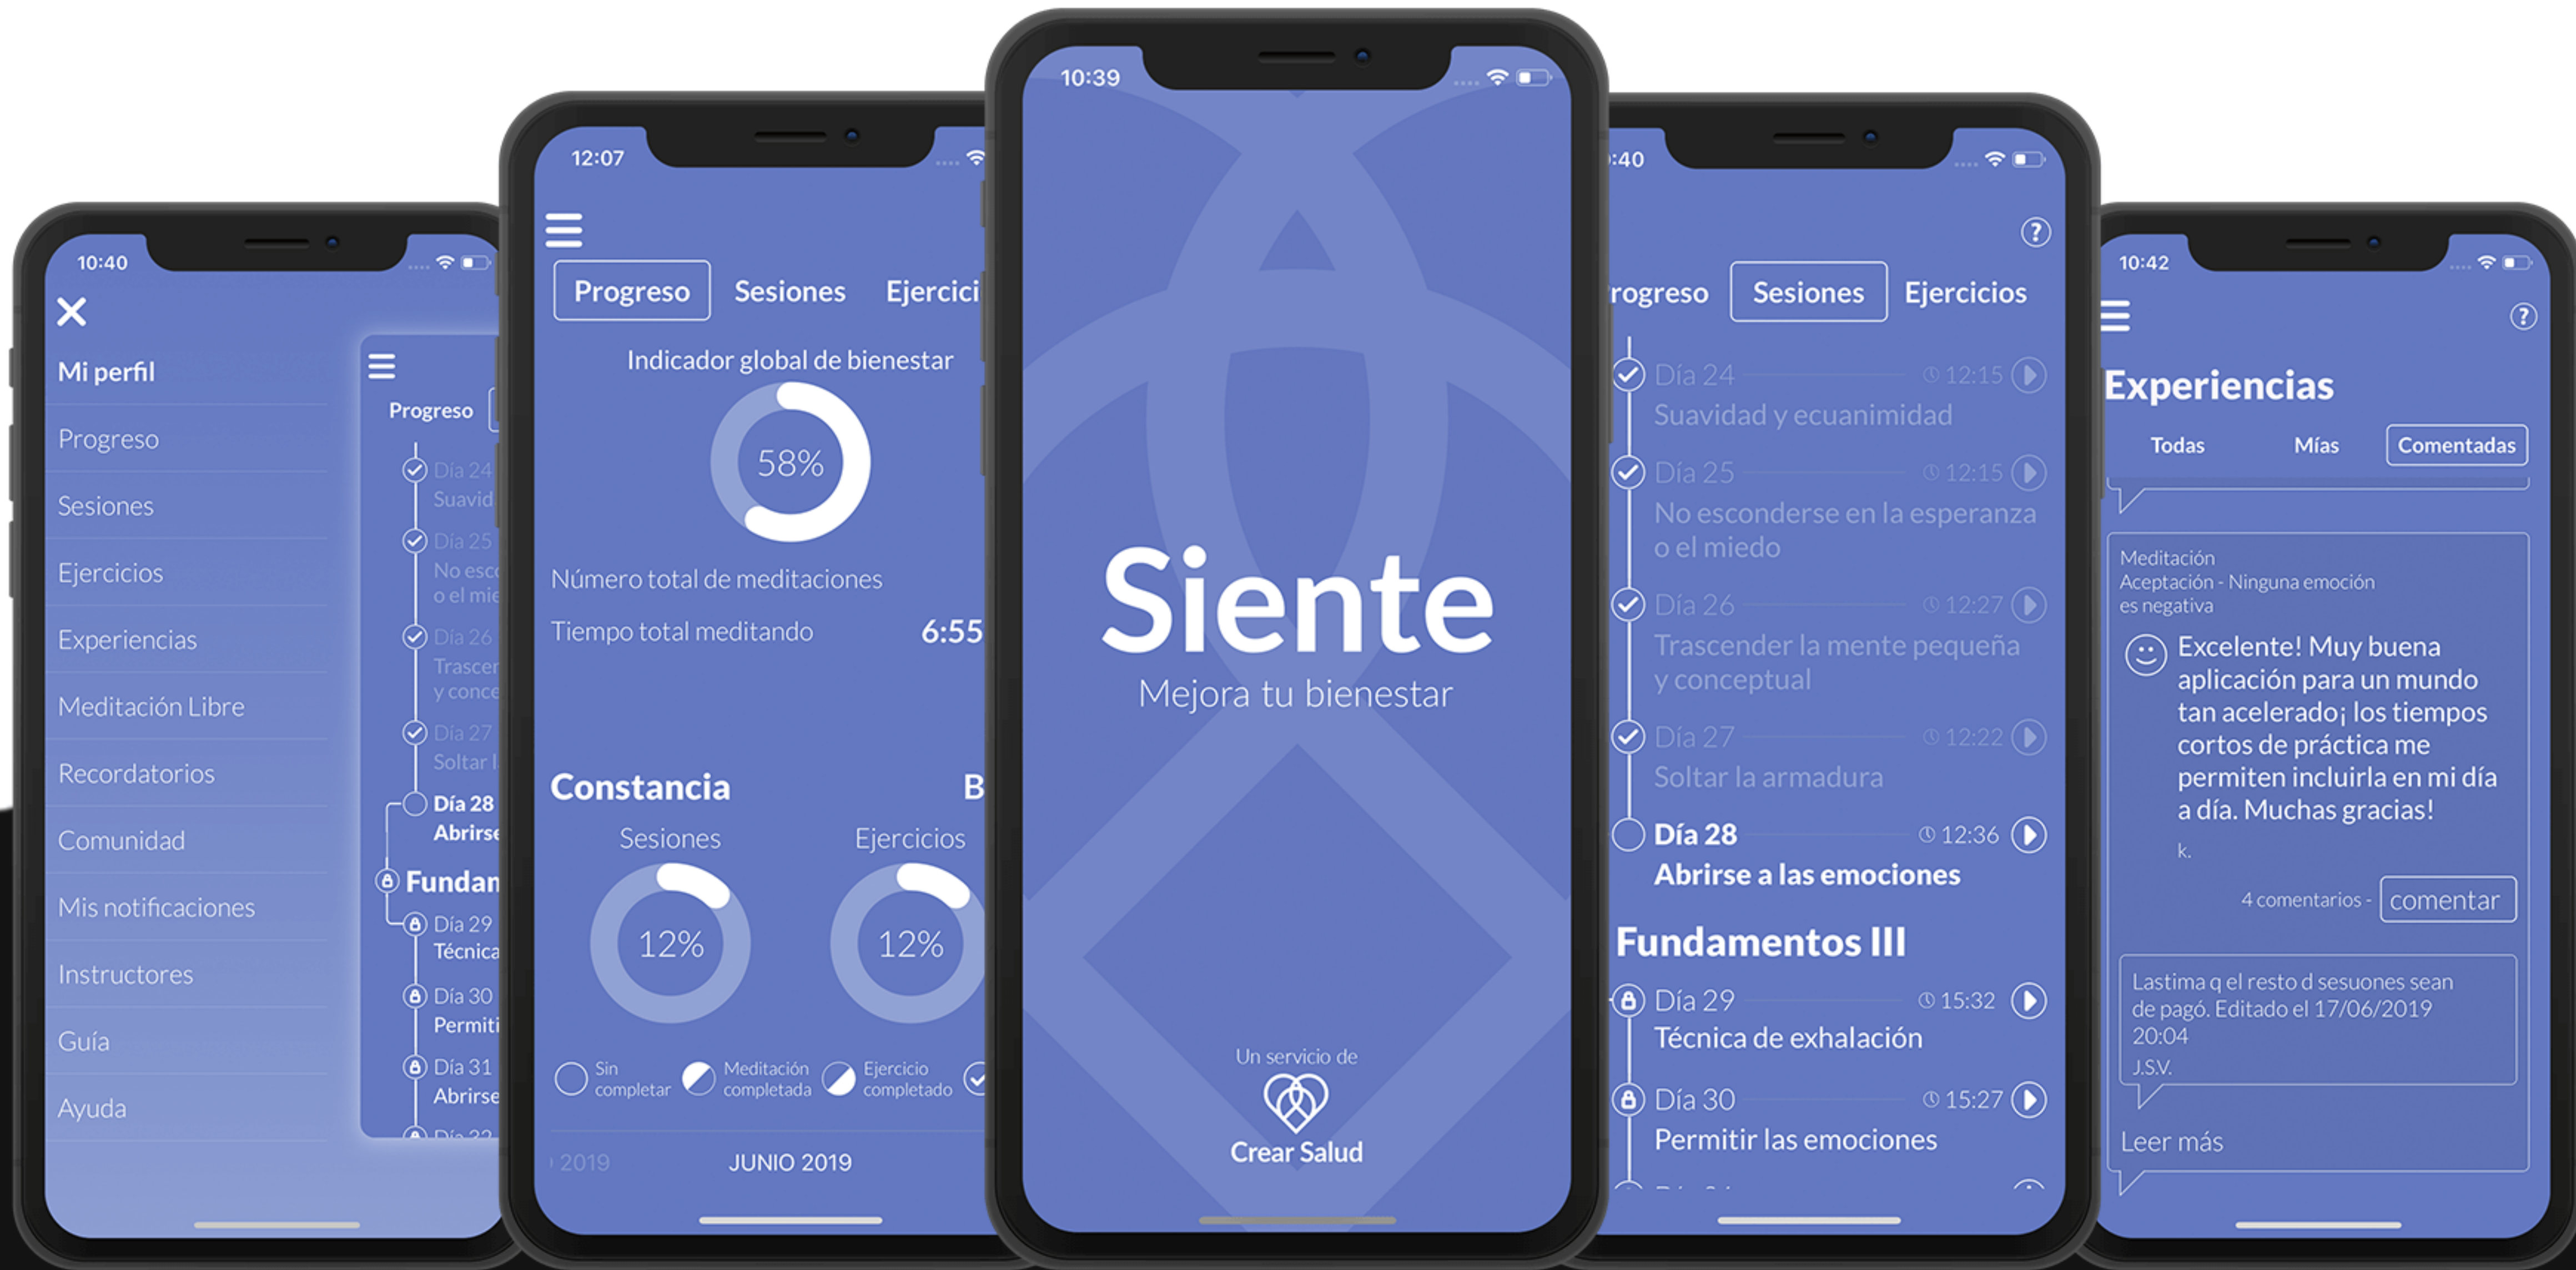 10:40
Mi perfil
Progreso
Sesiones
Ejercicios
Experiencias
Meditación Libre
Recordatorios
Comunidad
Mis notificaciones
Instructores
Guía
Ayuda
Progreso
Día 24
Día 25
o el
Día 26
Día 27
Soltar
Día 28
Día 29
Técnica
Día 30
Día 31
12:07
Progreso Sesiones
Indicador global de bienestar
58%
Número total de meditaciones
Tiempo total meditando 6:55
Constancia
Sesiones Ejercicios
12% 12%
Sin
completar
Meditación
completada
Ejercicio
completado
2019 JUNIO 2019
10:39
Siente
Mejora tu bienestar
Un servicio de
Crear Salud
:40
Sesiones Ejercicios
Día 24 12:15
Suavidad y ecuanimidad
Día 25 12:15
No esconderse en la esperanza
o el miedo
Día 26 12:27
Trascender la mente pequeña
y conceptual
Día 27 12:22
Soltar la armadura
Día 28 12:36
Abrirse a las emociones
Fundamentos III
Día 29 15:32
Técnica de exhalación
Día 30 15:27
Permitir las emociones
10:42
?
Experiencias
Todas Mías Comentadas
Meditación
Aceptación - Ninguna emoción
es negativa
Excelente! Muy buena
aplicación para un mundo
tan acelerado¡ los tiempos
cortos de práctica me
permiten incluirla en mi día
a día. Muchas gracias!
k.
4 comentarios - comentar
Lastima q el resto d sesuones sean
de pagó. Editado el 17/06/2019
20:04
J.S.V.
Leer más